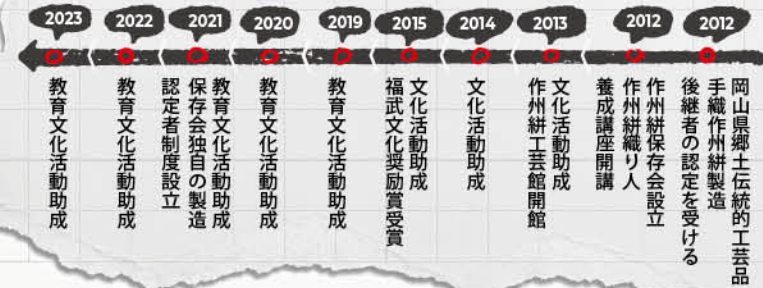 2012
岡山県郷土伝統的工芸品
手織作州絣製造
後継者の認定を受ける
2012
作州絣保存会設立
作州絣織り人
養成講座開講
2013
文化活動助成
作州絣工芸館開館
2014
文化活動助成
2015
文化活動助成
福武文化奨励賞受賞
2019
教育文化活動助成
2020
教育文化活動助成
2021
教育文化活動助成
保存会独自の製造
認定者制度設立
2022
教育文化活動助成
2023
教育文化活動助成